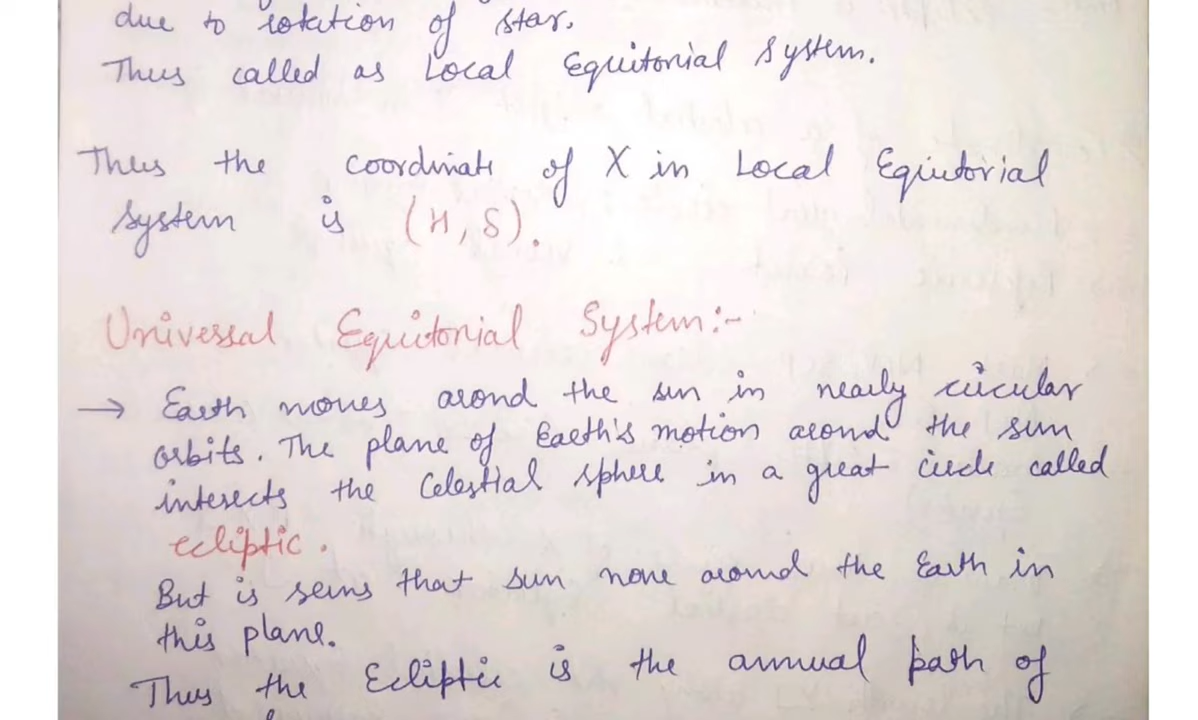 due to rotation of star.
Thus called as Local Equitorial System.
Thus the coordinate of X in Local Equitorial
System is (H, δ).
Universal Equitorial System:-
→ Earth moves arond the sun in nearly circular
orbits. The plane of Earth's motion arond the sun
intesects the Celestial sphere in a great circle called
ecliptic.
But is seins that sun move around the Earth in
this plane.
Thus the Ecliptic is the annual path of